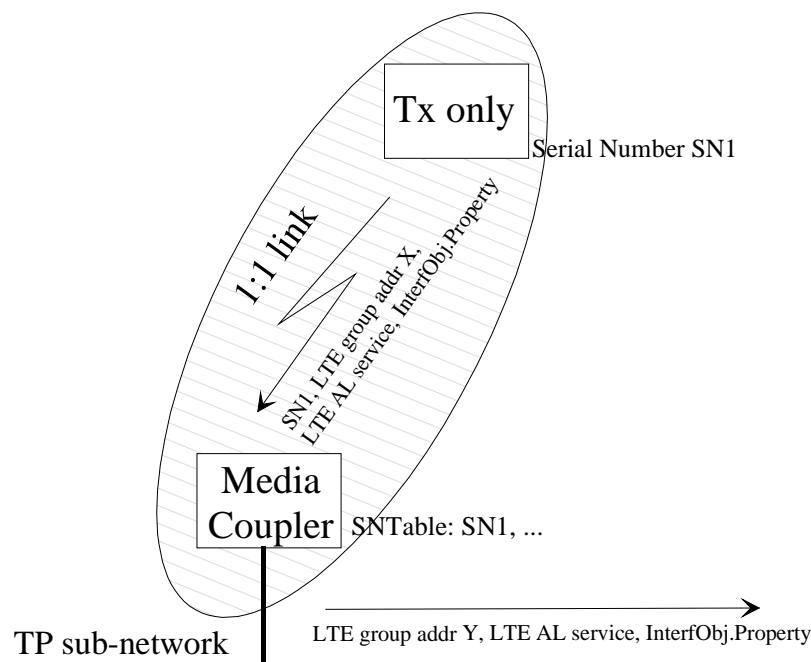 Tx only
Serial Number SN1
1:1 link
SN1, LTE group addr X,
LTE AL service, InterfObj.Property
Media
Coupler
SNTable: SN1, ...
TP sub-network
LTE group addr Y, LTE AL service, InterfObj.Property